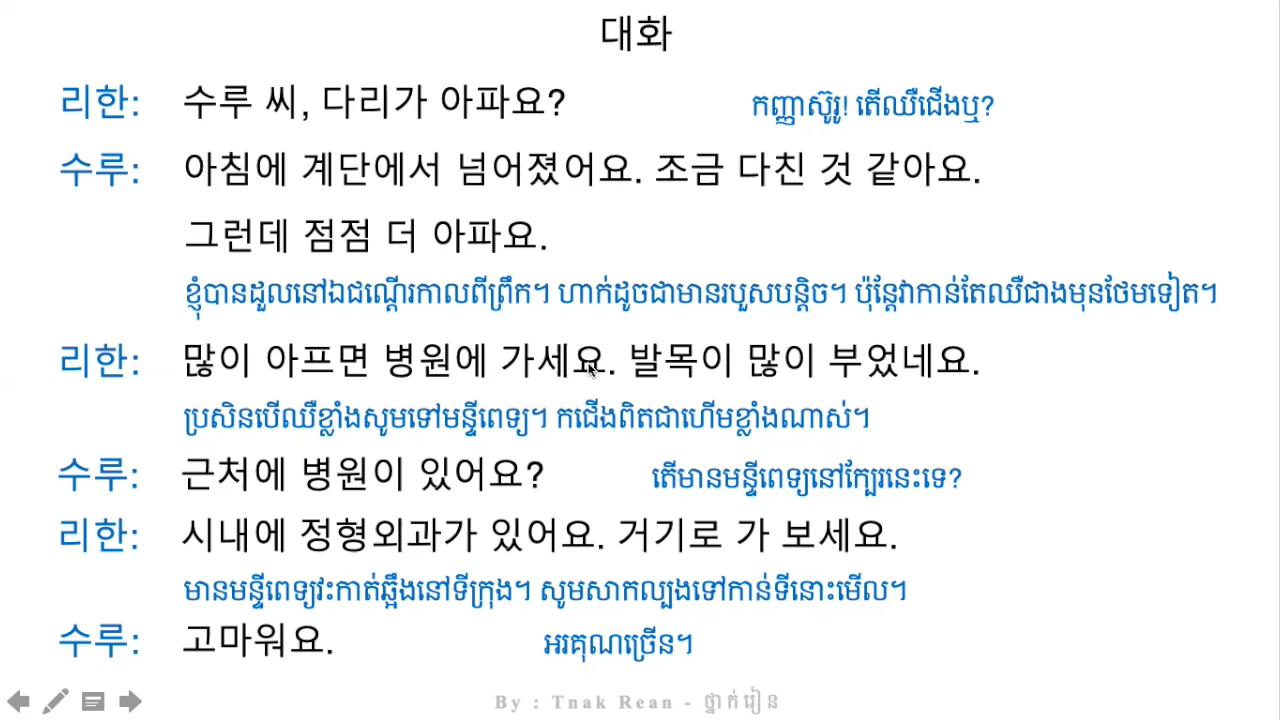 대화
리한: 수루 씨, 다리가 아파요? កញ្ញាស៊ូរូ! តើឈឺជើងឬ?
수루: 아침에 계단에서 넘어졌어요. 조금 다친 것 같아요.
그런데 점점 더 아파요.
ខ្ញុំបានដួលនៅឯជណ្តើរកាលពីព្រឹក។ ហាក់ដូចជាមានរបួសបន្តិច។ ប៉ុន្តែវាកាន់តែឈឺជាងមុនថែមទៀត។
리한: 많이 아프면 병원에 가세요. 발목이 많이 부었네요.
ប្រសិនបើឈឺខ្លាំងសូមទៅមន្ទីពេទ្យ។ កជើងពិតជាហើមខ្លាំងណាស់។
수루: 근처에 병원이 있어요? តើមានមន្ទីពេទ្យនៅក្បែរនេះទេ?
리한: 시내에 정형외과가 있어요. 거기로 가 보세요.
មានមន្ទីពេទ្យវះកាត់ឆ្អឹងនៅទីក្រុង។ សូមសាកល្បងទៅកាន់ទីនោះមើល។
수루: 고마워요. អរគុណច្រើន។
By : Tnak Rean - ថ្នាក់រៀន